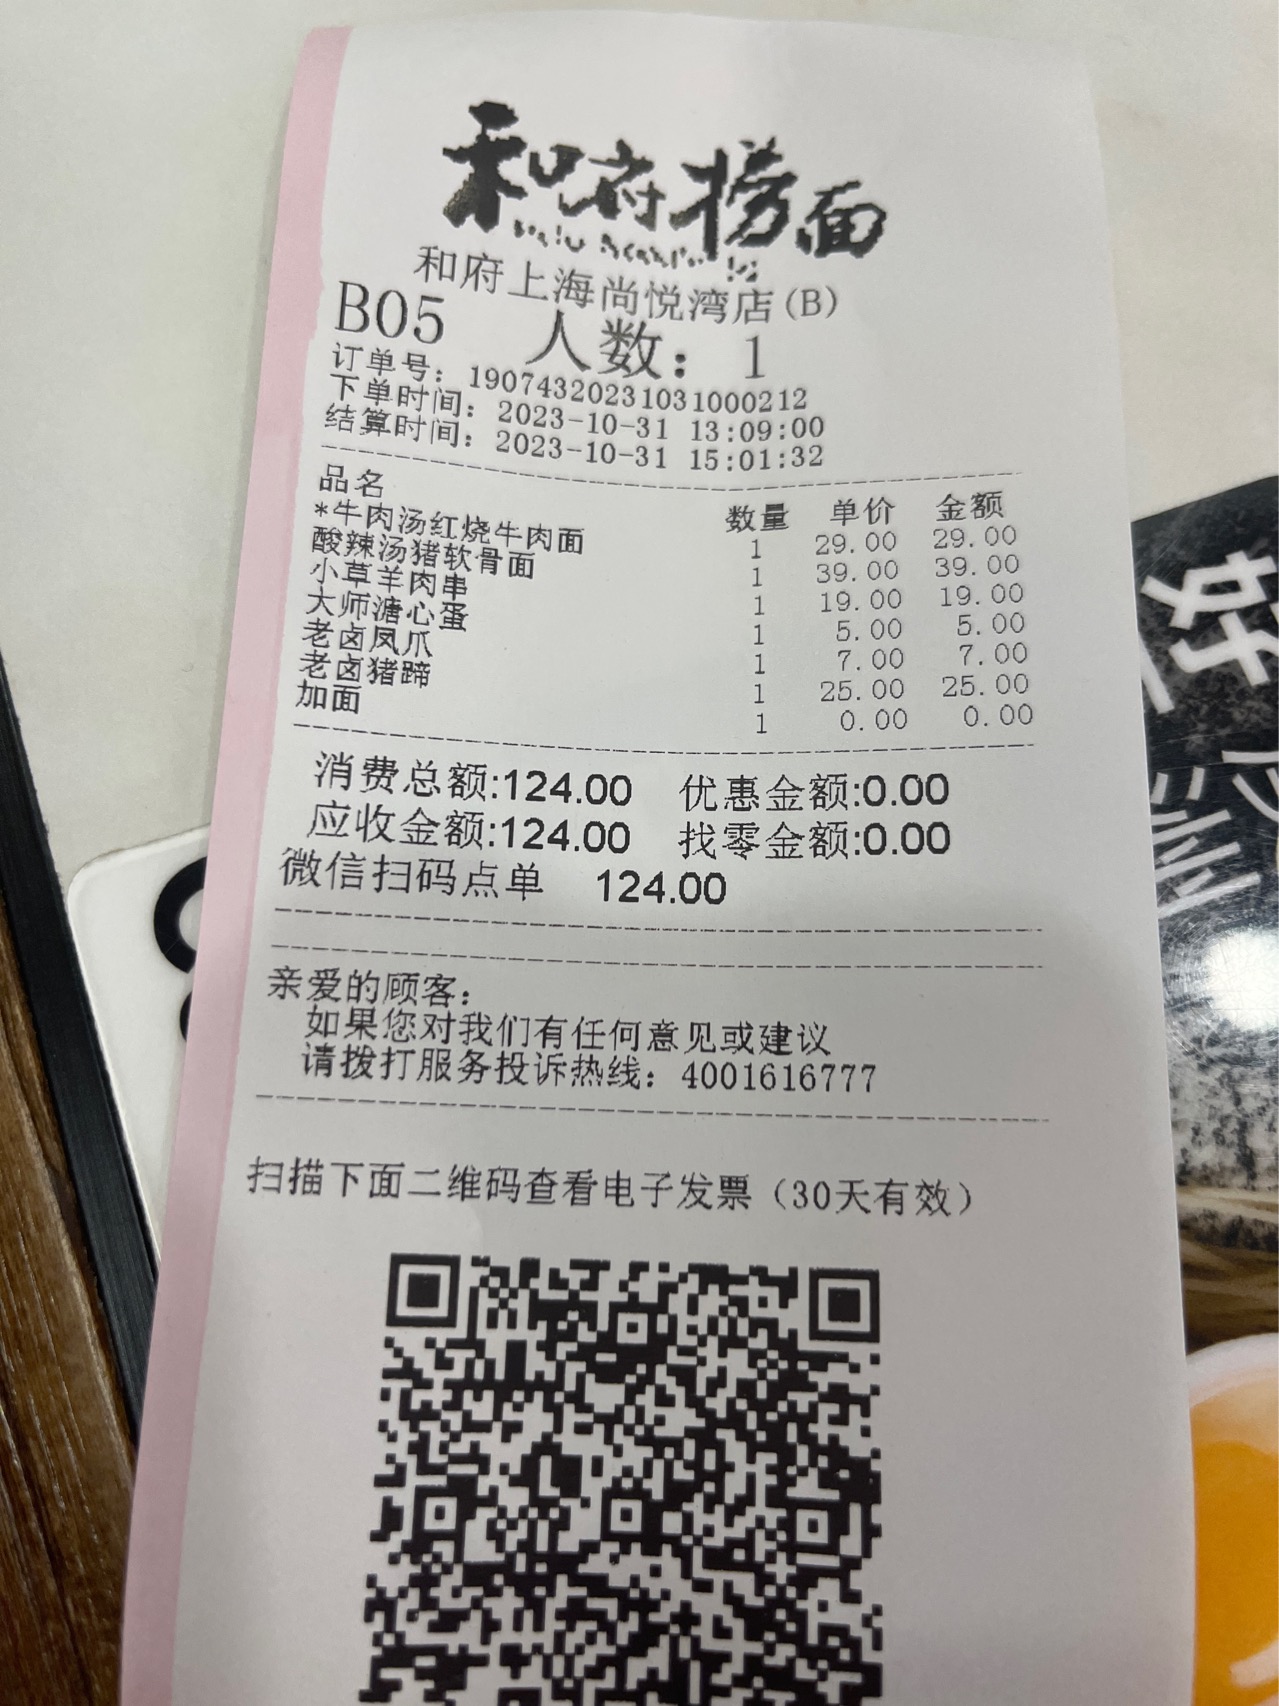 和府捞面
和府上海尚悦湾店(B)
B05 人数: 1
订单号: 19074320231031000212
下单时间: 2023-10-31 13:09:00
结算时间: 2023-10-31 15:01:32
品名 数量 单价 金额
*牛肉汤红烧牛肉面 1 29.00 29.00
酸辣汤猪软骨面 1 39.00 39.00
小草羊肉串 1 19.00 19.00
大师溏心蛋 1 5.00 5.00
老卤凤爪 1 7.00 7.00
老卤猪蹄 1 25.00 25.00
加面 1 0.00 0.00
消费总额:124.00 优惠金额:0.00
应收金额:124.00 找零金额:0.00
微信扫码点单 124.00
亲爱的顾客:
如果您对我们有任何意见或建议
请拨打服务投诉热线: 4001616777
扫描下面二维码查看电子发票（30天有效）
好